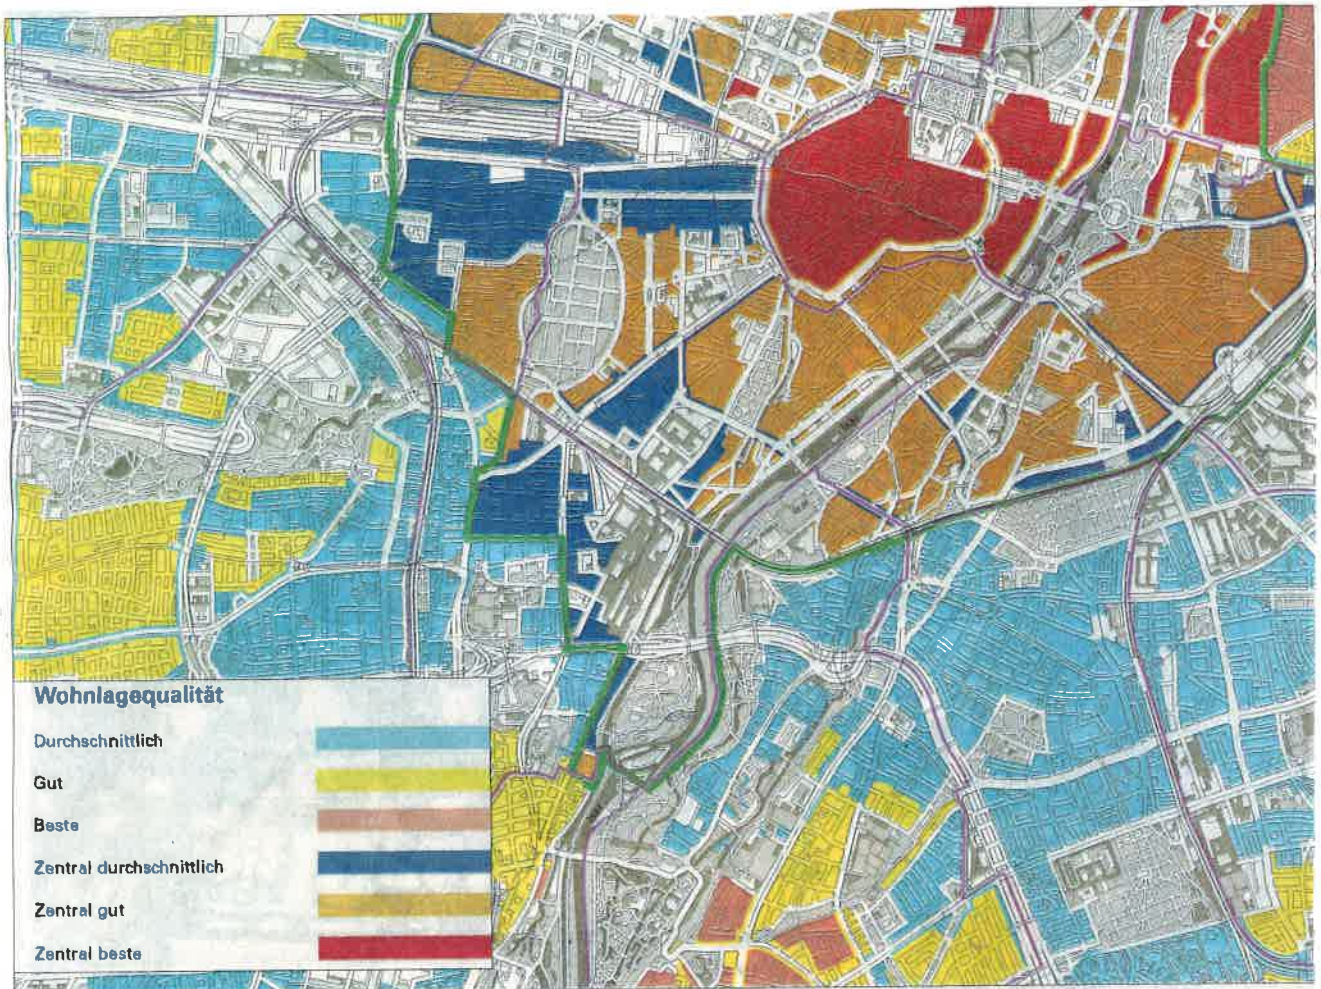 Wohnlagequalität
Durchschnittlich
Gut
Beste
Zentral durchschnittlich
Zentral gut
Zentral beste